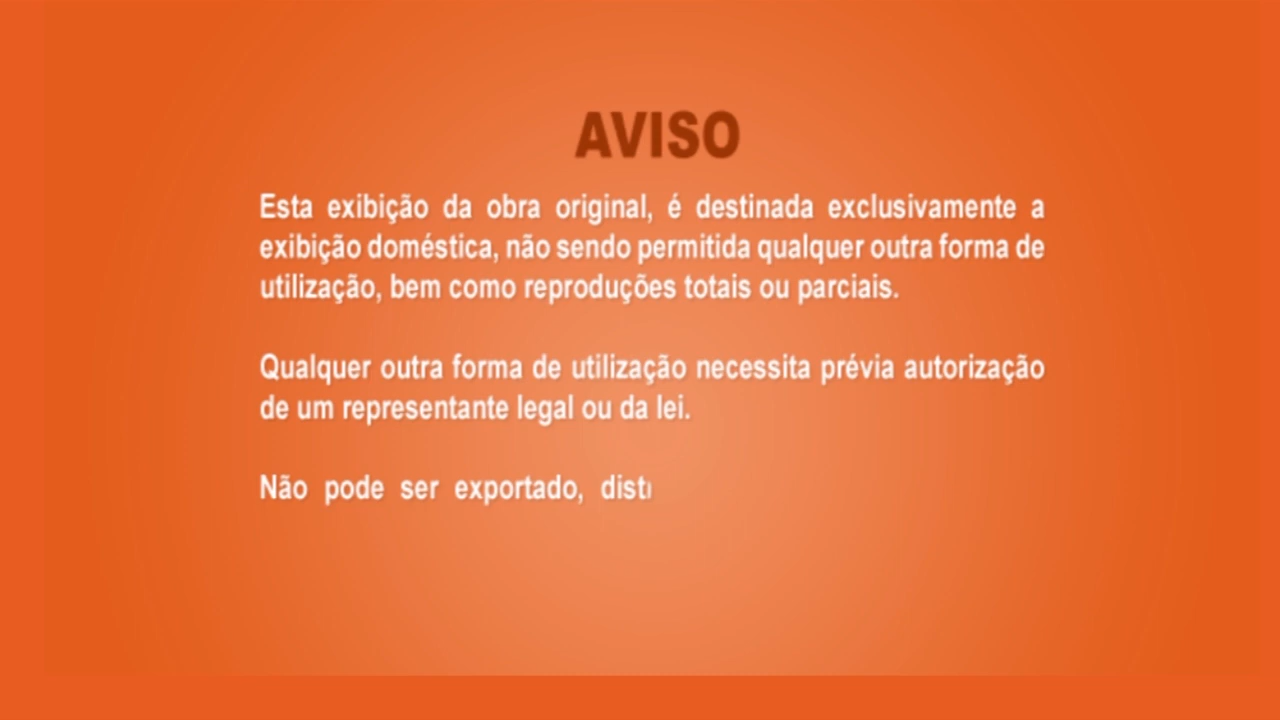 AVISO
Esta exibição da obra original, é destinada exclusivamente a
exibição doméstica, não sendo permitida qualquer outra forma de
utilização, bem como reproduções totais ou parciais.
Qualquer outra forma de utilização necessita prévia autorização
de um representante legal ou da lei.
Não pode ser exportado,